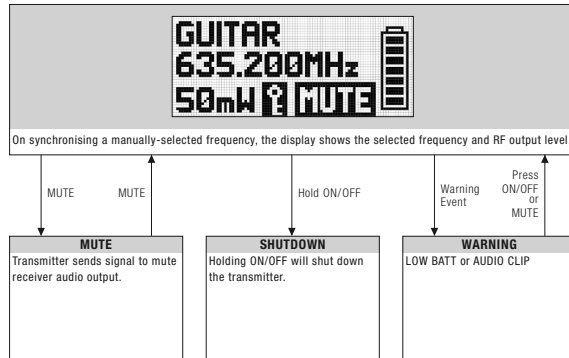 GUITAR
635.200MHz
50mW MUTE
On synchronising a manually-selected frequency, the display shows the selected frequency and RF output level
MUTE
MUTE
Hold ON/OFF
Warning
Event
Press
ON/OFF
or
MUTE
MUTE
Transmitter sends signal to mute
receiver audio output.
SHUTDOWN
Holding ON/OFF will shut down
the transmitter.
WARNING
LOW BATT or AUDIO CLIP